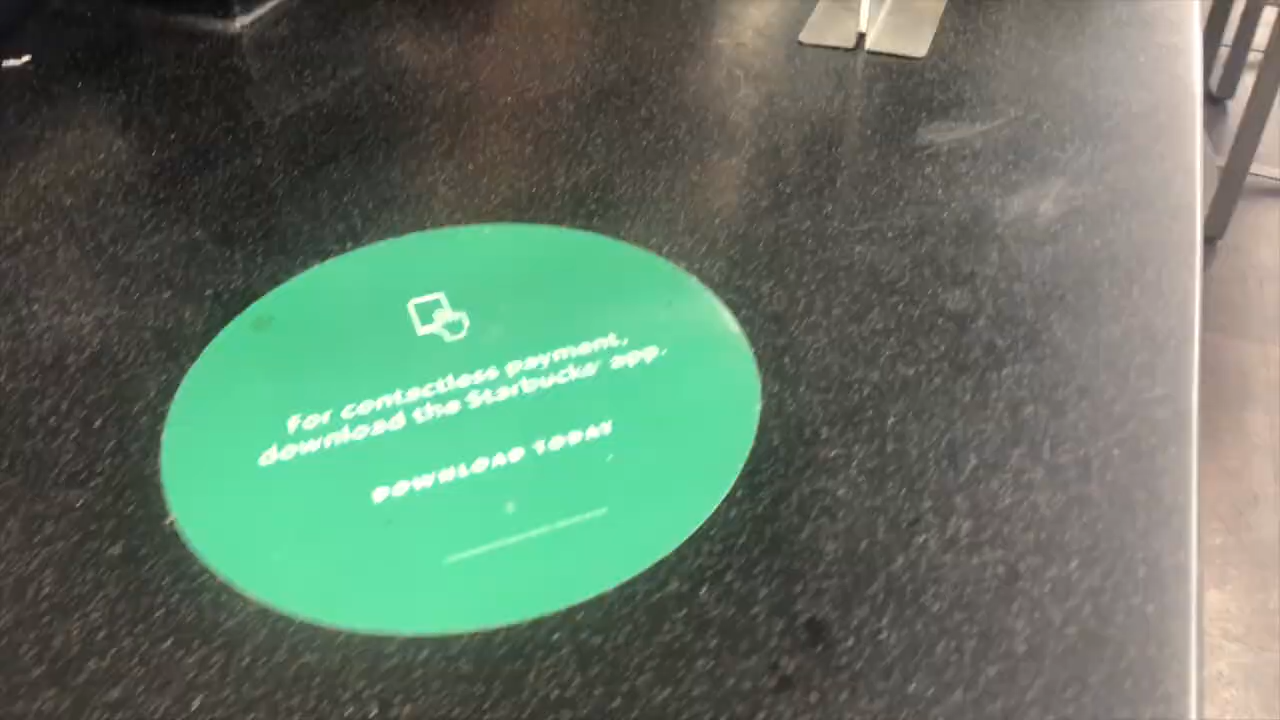 For contactless payment,
download the Starbucks® app.
DOWNLOAD TODAY